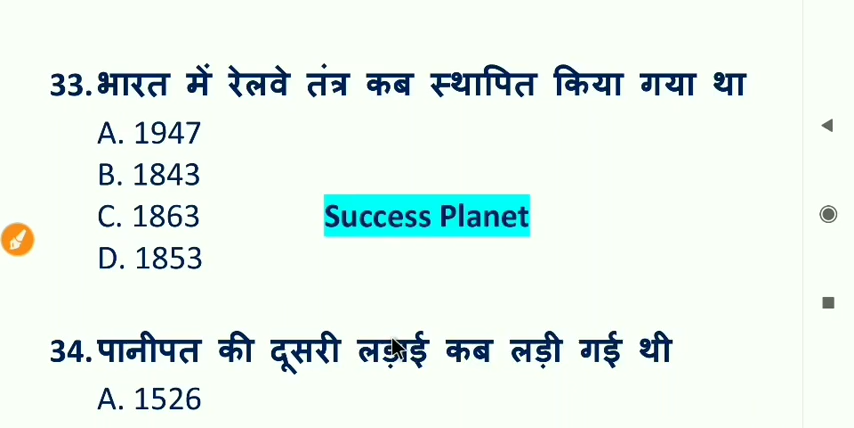 33.भारत में रेलवे तंत्र कब स्थापित किया गया था
A. 1947
B. 1843
C. 1863
Success Planet
D. 1853
34.पानीपत की दूसरी लड़ाई कब लड़ी गई थी
A. 1526